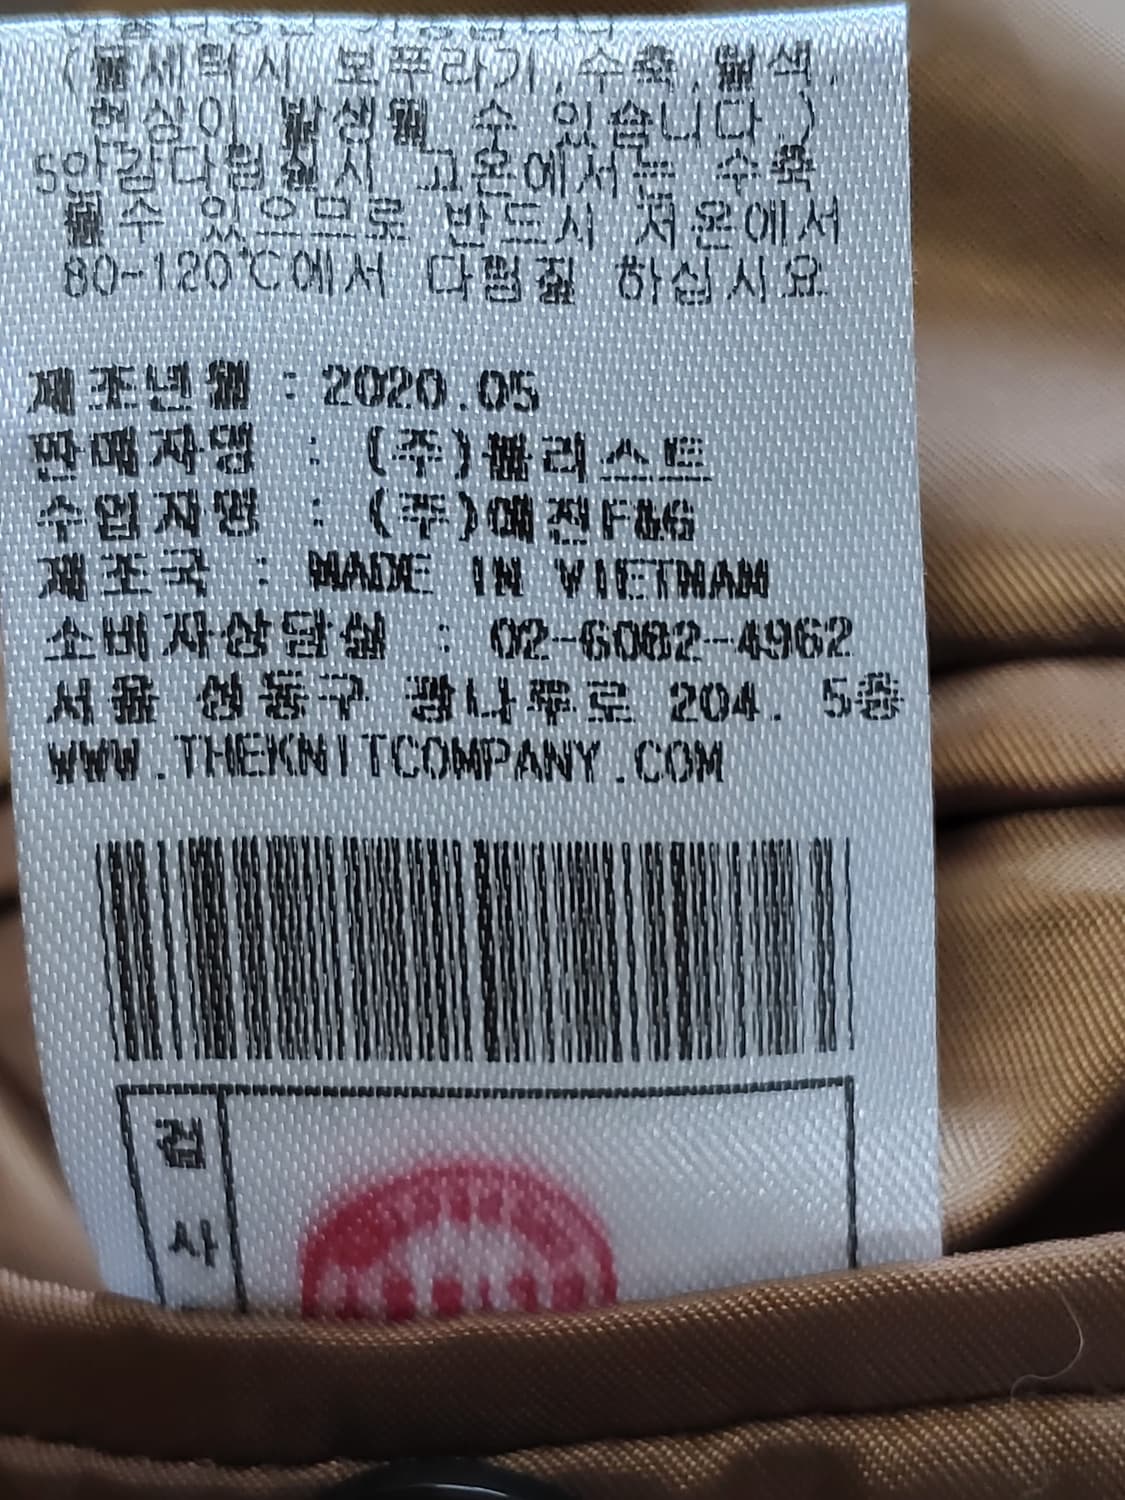 (물세탁시 보푸라기,수축,탈색,
현상이 발생될 수 있습니다.)
5안감다림질시 고온에서는 수축
될수 있으므로 반드시 저온에서
80-120℃에서 다림질 하십시요
제조년월 : 2020.05
판매자명 : (주)플리스트
수입자명 : (주)예진F&G
제조국 : MADE IN VIETNAM
소비자상담실 : 02-6082-4962
서울 성동구 광나루로 204. 5층
WWW.THEKNITCOMPANY.COM
검
사